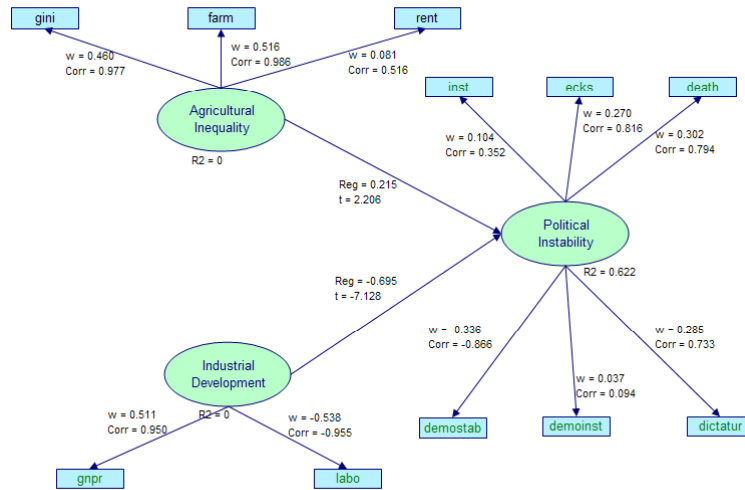 gini
farm
rent
w = 0.460
Corr = 0.977
w = 0.516
Corr = 0.986
w = 0.081
Corr = 0.516
Agricultural
Inequality
R2 = 0
inst
ecks
death
w = 0.104
Corr = 0.352
w = 0.270
Corr = 0.816
w = 0.302
Corr = 0.794
Reg = 0.215
t = 2.206
Political
Instability
R2 = 0.622
Reg = -0.695
t = -7.128
Industrial
Development
R2 = 0
w = 0.511
Corr = 0.950
w = -0.538
Corr = -0.955
gnpr
labo
w - 0.336
Corr = -0.866
w = 0.037
Corr = 0.094
w - 0.285
Corr = 0.733
demostab
demoinst
dictatur